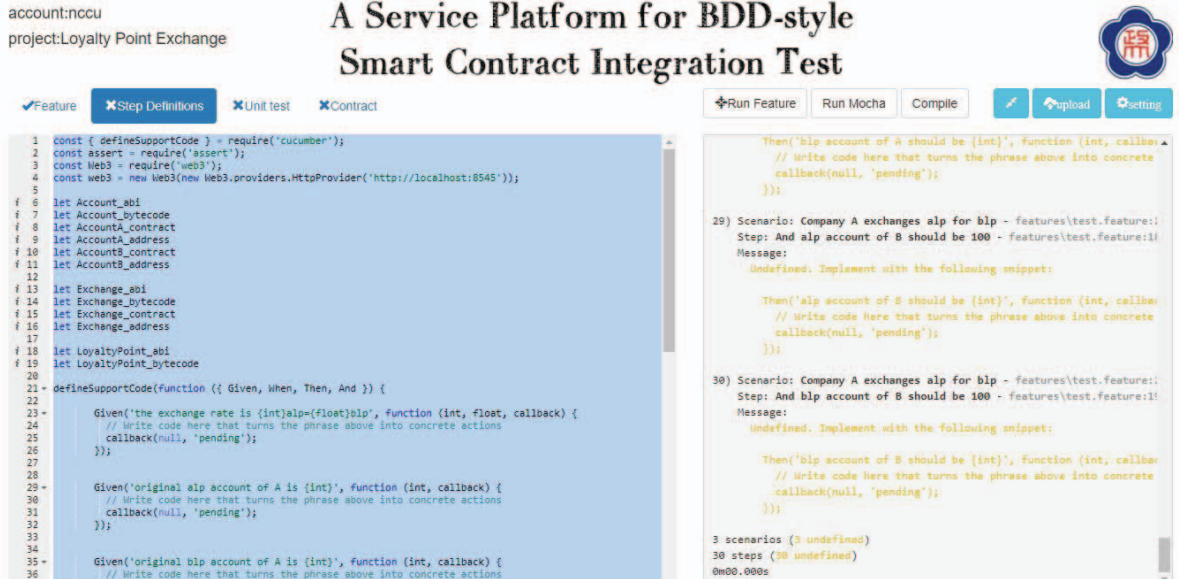 account:nccu
project:Loyalty Point Exchange
A Service Platform for BDD-style
Smart Contract Integration Test
Feature
Step Definitions
Unit test
Contract
Run Feature
Run Mocha
Compile
upload
setting
1 const { defineSupportCode } = require('cucumber');
2 const assert = require('assert');
3 const Web3 = require('web3');
4 const web3 = new Web3(new Web3.providers.HttpProvider('http://localhost:8545'));
5
i 6 let Account_abi
i 7 let Account_bytecode
i 8 let AccountA_contract
i 9 let AccountA_address
i 10 let AccountB_contract
i 11 let AccountB_address
12
i 13 let Exchange_abi
i 14 let Exchange_bytecode
i 15 let Exchange_contract
i 16 let Exchange_address
17
i 18 let LoyaltyPoint_abi
i 19 let LoyaltyPoint_bytecode
20
21 defineSupportCode(function ({ Given, When, Then, And }) {
22
23 Given('the exchange rate is {int}alp={float}blp', function (int, float, callback) {
24 // Write code here that turns the phrase above into concrete actions
25 callback(null, 'pending');
26 });
27
28
29 Given('original alp account of A is {int}', function (int, callback) {
30 // Write code here that turns the phrase above into concrete actions
31 callback(null, 'pending');
32 });
33
34
35 Given('original blp account of A is {int}', function (int, callback) {
36 // Write code here that turns the phrase above into concrete actions
Then('blp account of A should be {int}', function (int, callba
// Write code here that turns the phrase above into concrete
callback(null, 'pending');
});
29) Scenario: Company A exchanges alp for blp - features\test.feature:
Step: And alp account of B should be 100 - features\test.feature:18
Message:
Undefined. Implement with the following snippet:
Then('alp account of B should be {int}', function (int, callba
// Write code here that turns the phrase above into concrete
callback(null, 'pending');
});
30) Scenario: Company A exchanges alp for blp - features\test.feature:
Step: And blp account of B should be 100 - features\test.feature:19
Message:
Undefined. Implement with the following snippet:
Then('blp account of B should be {int}', function (int, callba
// Write code here that turns the phrase above into concrete
callback(null, 'pending');
});
3 scenarios (3 undefined)
30 steps (30 undefined)
0m00.000s